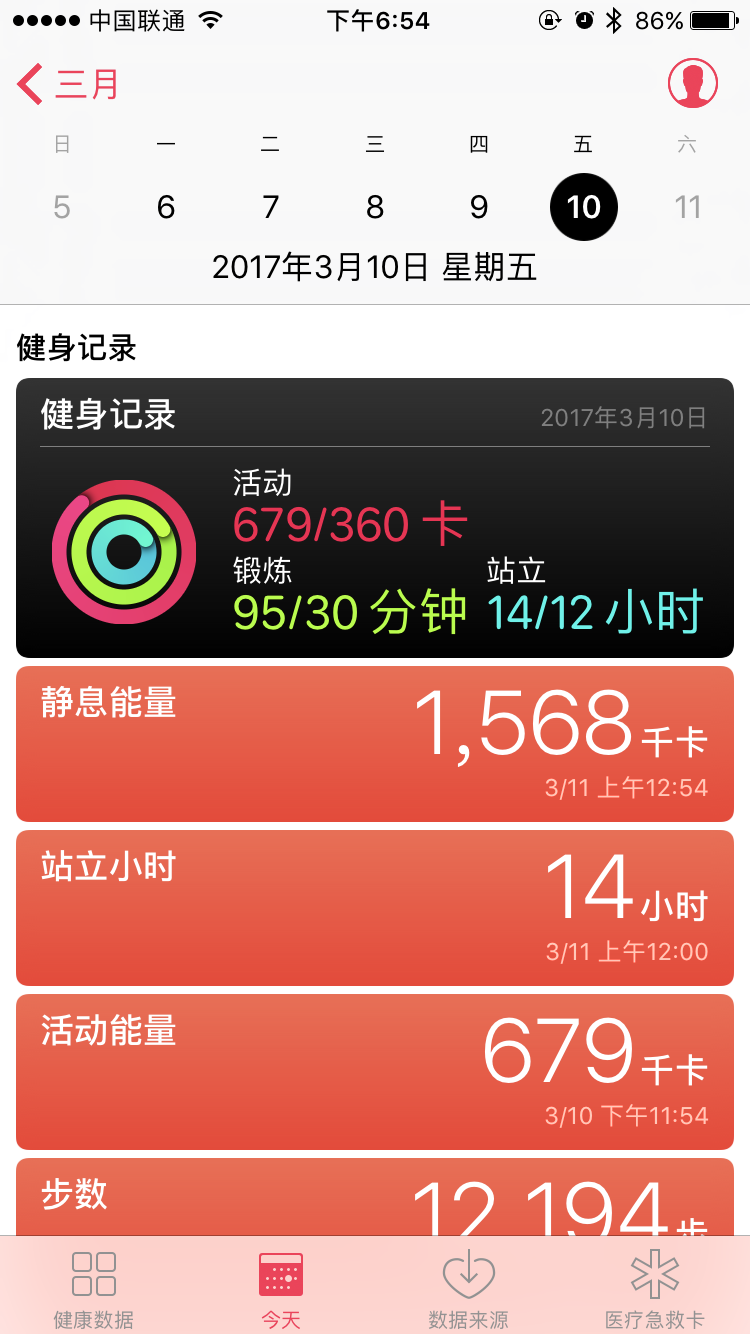 中国联通 下午6:54 86%
三月
日 一 二 三 四 五 六
5 6 7 8 9 10 11
2017年3月10日 星期五
健身记录
健身记录 2017年3月10日
活动
679/360 卡
锻炼 站立
95/30 分钟 14/12 小时
静息能量 1,568 千卡
3/11 上午12:54
站立小时 14 小时
3/11 上午12:00
活动能量 679 千卡
3/10 下午11:54
步数 12,194 步
健康数据 今天 数据来源 医疗急救卡